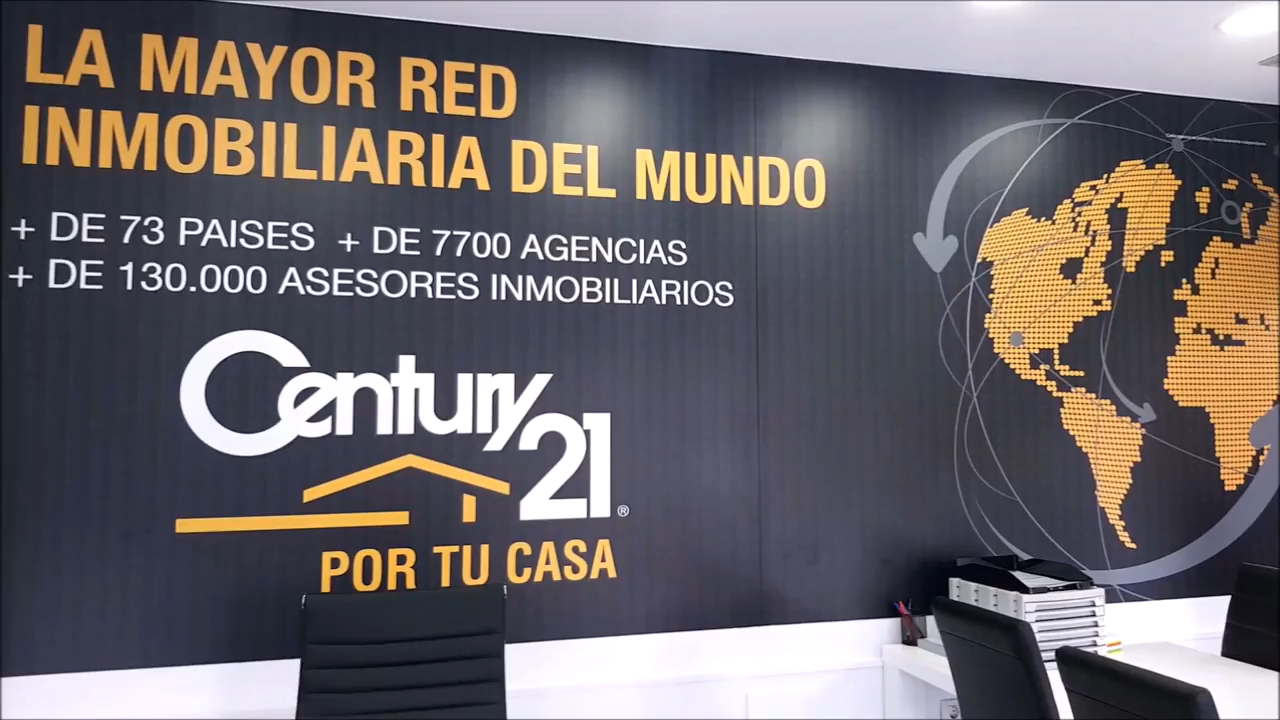 LA MAYOR RED
INMOBILIARIA DEL MUNDO
+ DE 73 PAISES + DE 7700 AGENCIAS
+ DE 130.000 ASESORES INMOBILIARIOS
Century
21®
POR TU CASA